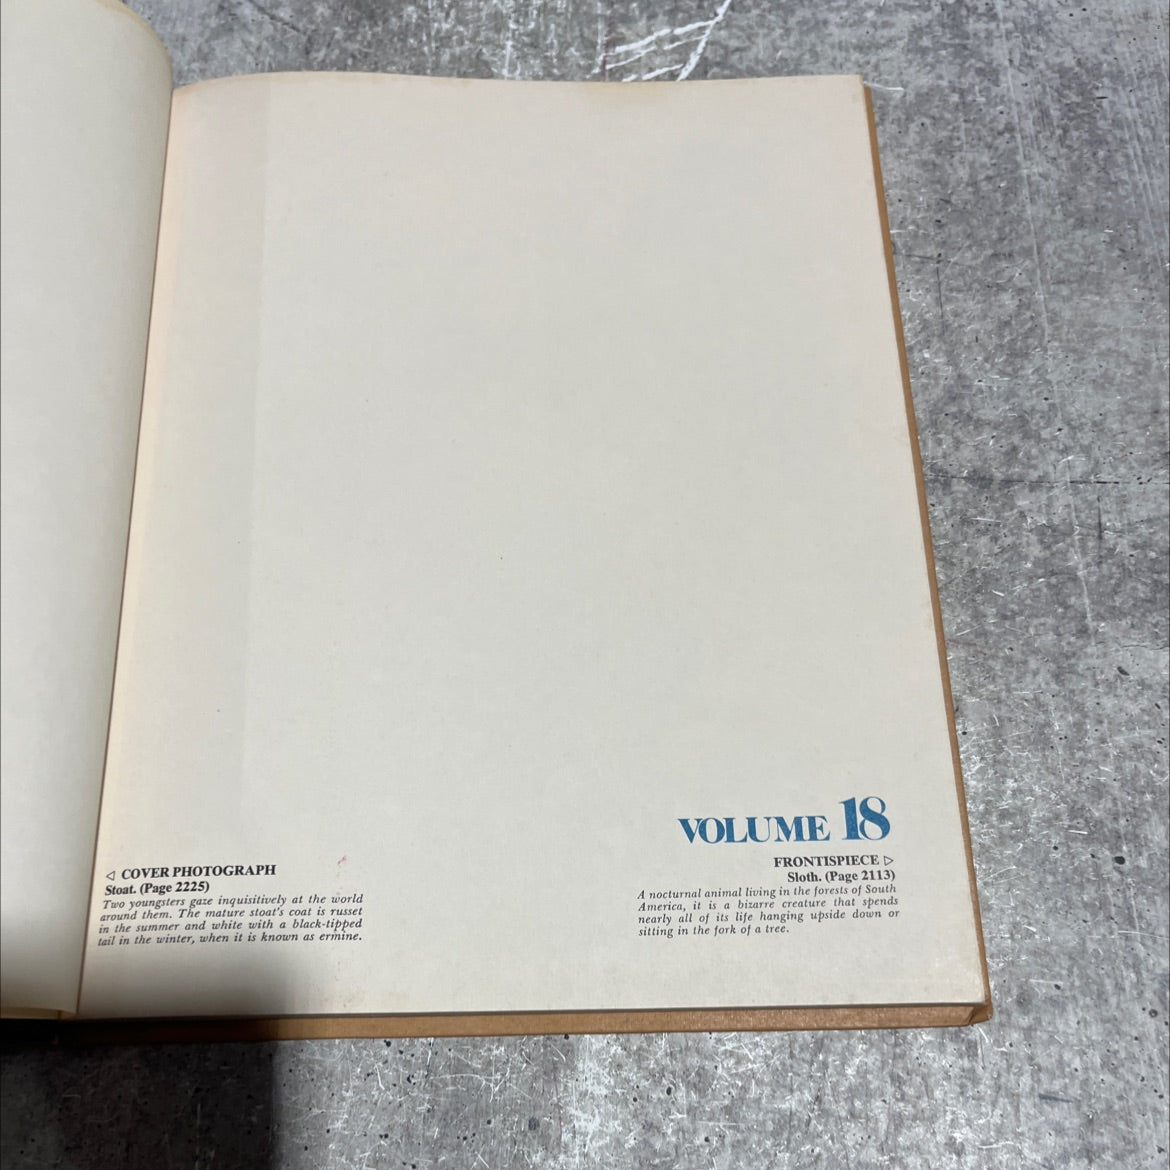 VOLUME 18
◁ COVER PHOTOGRAPH
Stoat. (Page 2225)
Two youngsters gaze inquisitively at the world
around them. The mature stoat's coat is russet
in the summer and white with a black-tipped
tail in the winter, when it is known as ermine.
FRONTISPIECE ▷
Sloth. (Page 2113)
A nocturnal animal living in the forests of South
America, it is a bizarre creature that spends
nearly all of its life hanging upside down or
sitting in the fork of a tree.